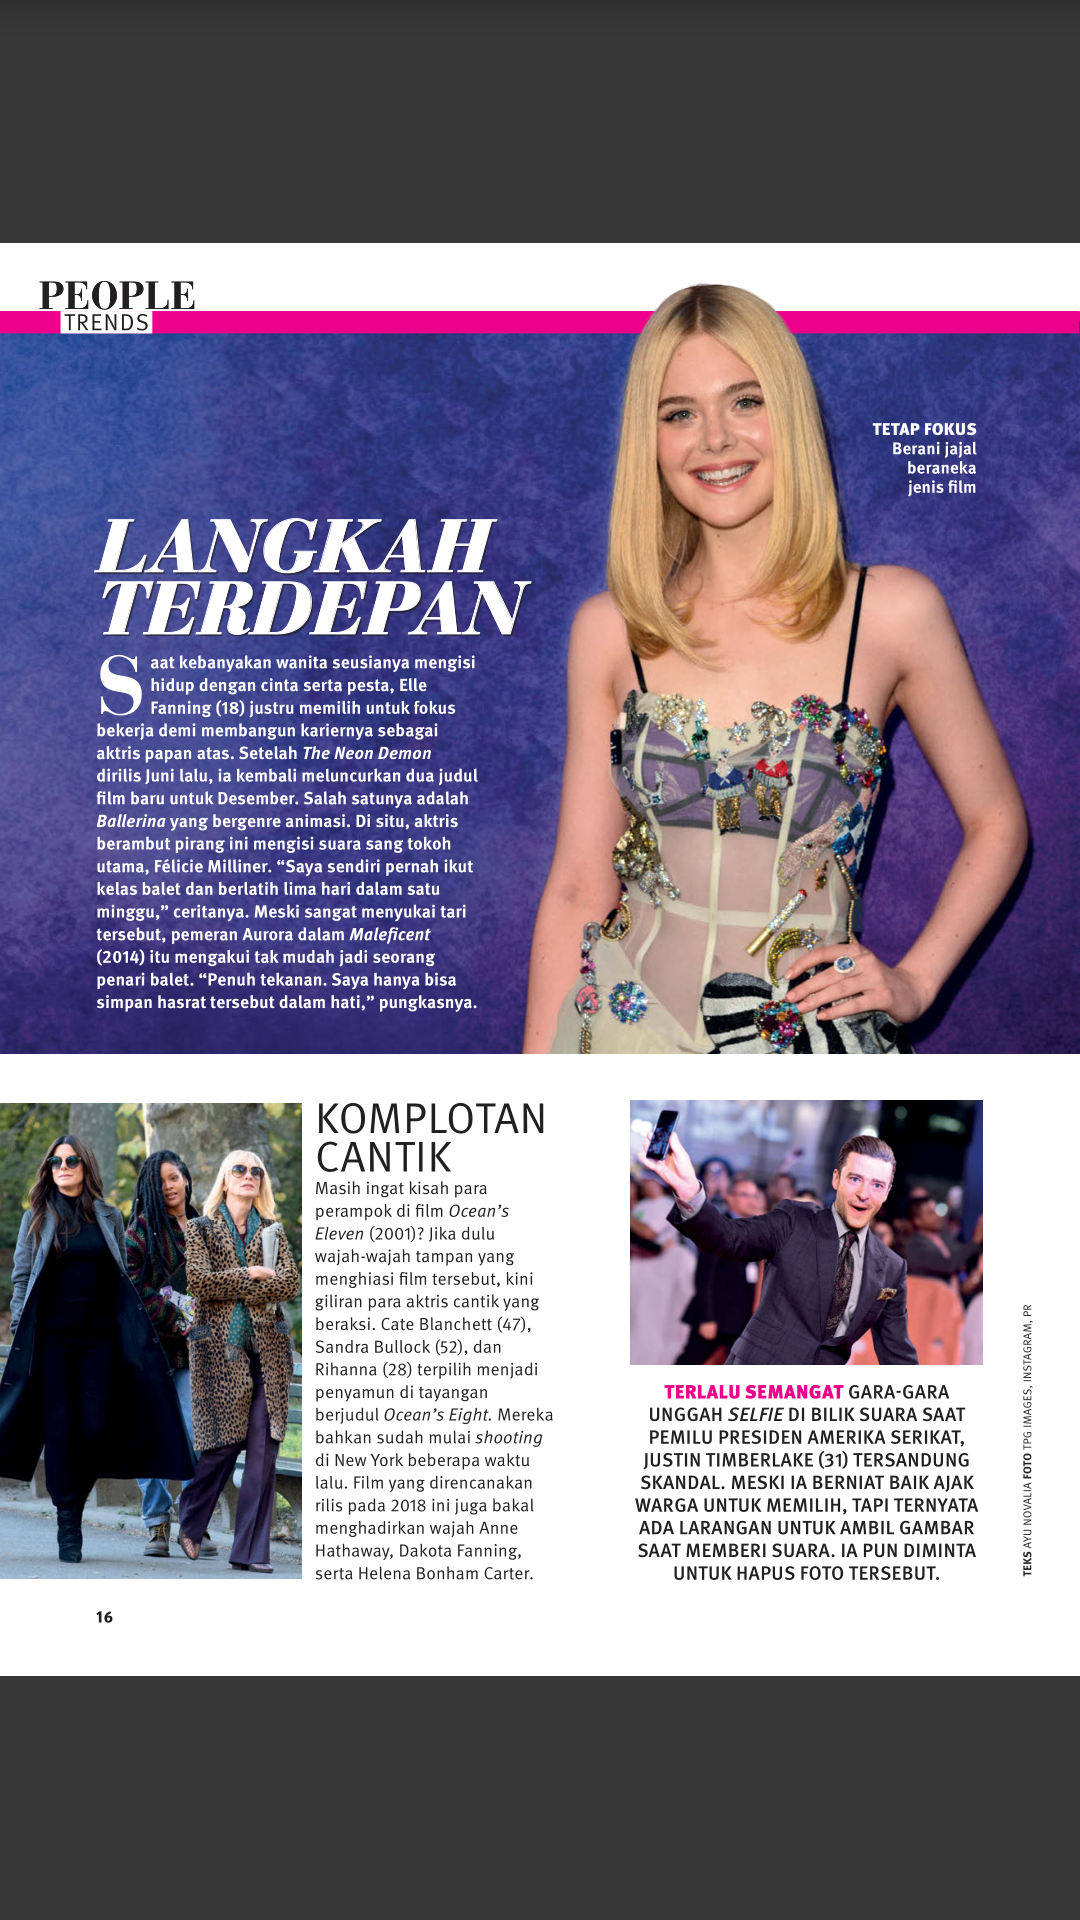 PEOPLE
TRENDS
TETAP FOKUS
Berani jajal
beraneka
jenis film
LANGKAH
TERDEPAN
Saat kebanyakan wanita seusianya mengisi
hidup dengan cinta serta pesta, Elle
Fanning (18) justru memilih untuk fokus
bekerja demi membangun kariernya sebagai
aktris papan atas. Setelah The Neon Demon
dirilis Juni lalu, ia kembali meluncurkan dua judul
film baru untuk Desember. Salah satunya adalah
Ballerina yang bergenre animasi. Di situ, aktris
berambut pirang ini mengisi suara sang tokoh
utama, Félicie Milliner. “Saya sendiri pernah ikut
kelas balet dan berlatih lima hari dalam satu
minggu,” ceritanya. Meski sangat menyukai tari
tersebut, pemeran Aurora dalam Maleficent
(2014) itu mengakui tak mudah jadi seorang
penari balet. “Penuh tekanan. Saya hanya bisa
simpan hasrat tersebut dalam hati,” pungkasnya.
KOMPLOTAN
CANTIK
Masih ingat kisah para
perampok di film Ocean’s
Eleven (2001)? Jika dulu
wajah-wajah tampan yang
menghiasi film tersebut, kini
giliran para aktris cantik yang
beraksi. Cate Blanchett (47),
Sandra Bullock (52), dan
Rihanna (28) terpilih menjadi
penyamun di tayangan
berjudul Ocean’s Eight. Mereka
bahkan sudah mulai shooting
di New York beberapa waktu
lalu. Film yang direncanakan
rilis pada 2018 ini juga bakal
menghadirkan wajah Anne
Hathaway, Dakota Fanning,
serta Helena Bonham Carter.
TERLALU SEMANGAT GARA-GARA
UNGGAH SELFIE DI BILIK SUARA SAAT
PEMILU PRESIDEN AMERIKA SERIKAT,
JUSTIN TIMBERLAKE (31) TERSANDUNG
SKANDAL. MESKI IA BERNIAT BAIK AJAK
WARGA UNTUK MEMILIH, TAPI TERNYATA
ADA LARANGAN UNTUK AMBIL GAMBAR
SAAT MEMBERI SUARA. IA PUN DIMINTA
UNTUK HAPUS FOTO TERSEBUT.
TEKS AYU NOVALIA FOTO TPG IMAGES, INSTAGRAM, PR
16